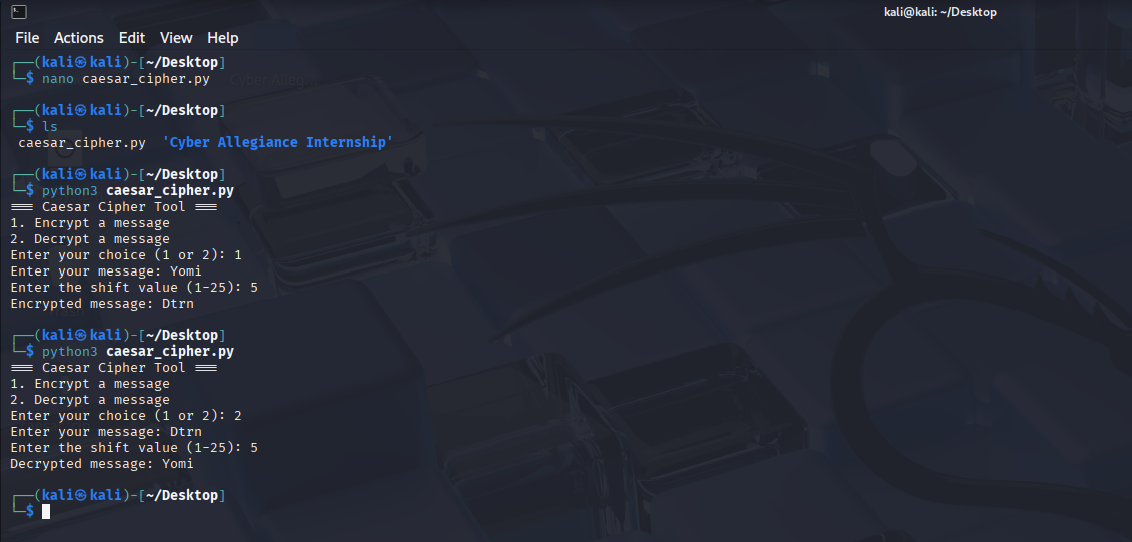 kali@kali: ~/Desktop
File Actions Edit View Help
┌──(kali㉿kali)-[~/Desktop]
└─$ nano caesar_cipher.py
┌──(kali㉿kali)-[~/Desktop]
└─$ ls
caesar_cipher.py 'Cyber Allegiance Internship'
┌──(kali㉿kali)-[~/Desktop]
└─$ python3 caesar_cipher.py
=== Caesar Cipher Tool ===
1. Encrypt a message
2. Decrypt a message
Enter your choice (1 or 2): 1
Enter your message: Yomi
Enter the shift value (1-25): 5
Encrypted message: Dtrn
┌──(kali㉿kali)-[~/Desktop]
└─$ python3 caesar_cipher.py
=== Caesar Cipher Tool ===
1. Encrypt a message
2. Decrypt a message
Enter your choice (1 or 2): 2
Enter your message: Dtrn
Enter the shift value (1-25): 5
Decrypted message: Yomi
┌──(kali㉿kali)-[~/Desktop]
└─$